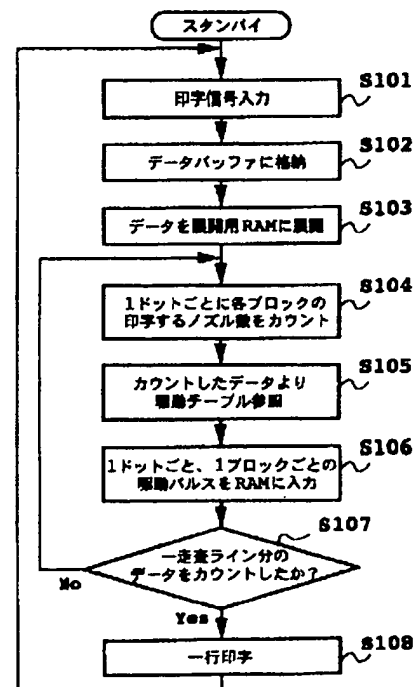 スタンバイ
S101
印字信号入力
S102
データバッファに格納
S103
データを展開用RAMに展開
S104
1ドットごとに各ブロックの
印字するノズル数をカウント
S105
カウントしたデータより
駆動テーブル参照
S106
1ドットごと、1ブロックごとの
駆動パルスをRAMに入力
S107
一走査ライン分の
データをカウントしたか?
No
Yes
S108
一行印字